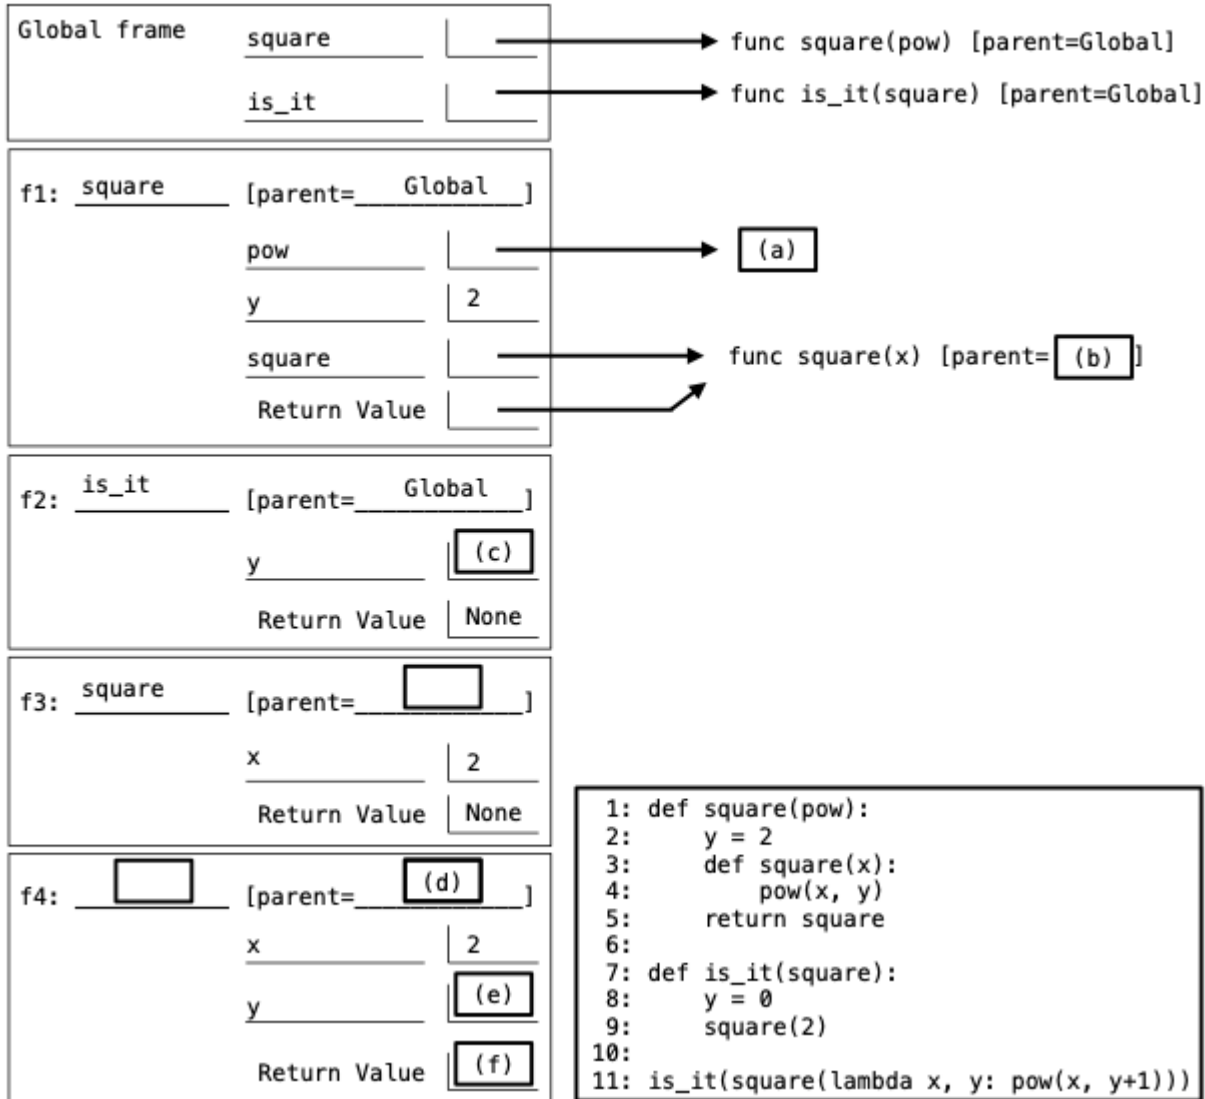 Global frame
square
func square(pow) [parent=Global]
is_it
func is_it(square) [parent=Global]
f1: square [parent=Global]
pow
(a)
y 2
square
func square(x) [parent= (b) ]
Return Value
f2: is_it [parent=Global]
y (c)
Return Value None
f3: square [parent=____________]
x 2
Return Value None
f4: ___________ [parent= (d) ]
x 2
y (e)
Return Value (f)
1: def square(pow):
2:     y = 2
3:     def square(x):
4:         pow(x, y)
5:     return square
6:
7: def is_it(square):
8:     y = 0
9:     square(2)
10:
11: is_it(square(lambda x, y: pow(x, y+1)))